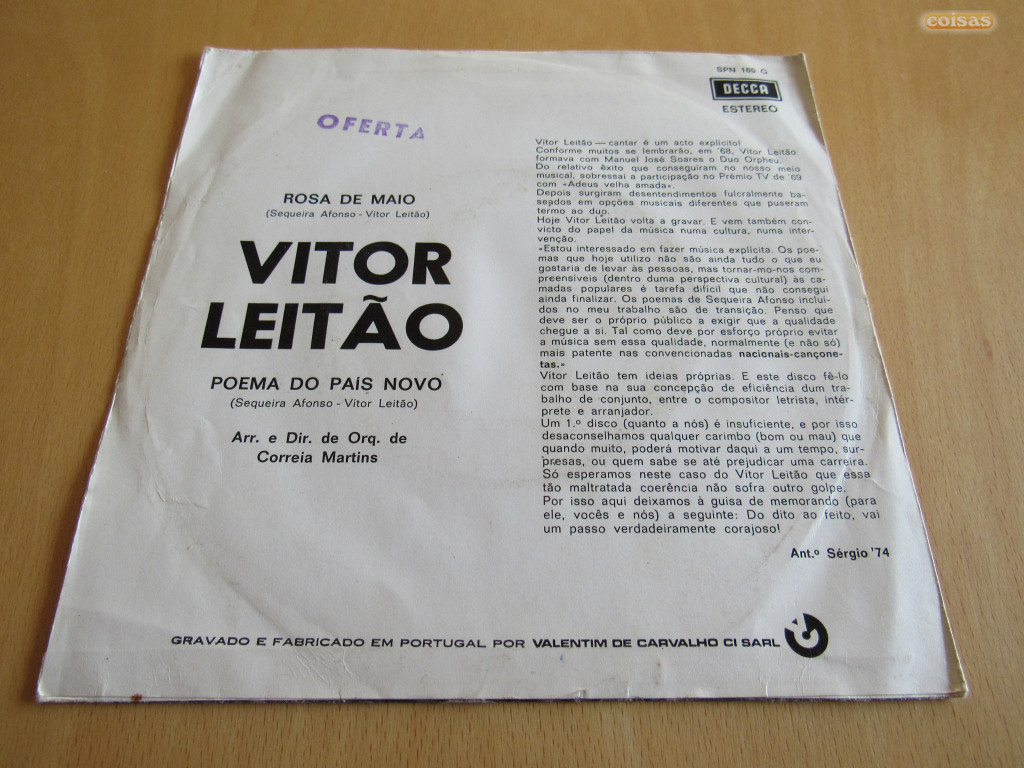 coisas
SPN 169 G
DECCA
ESTEREO
OFERTA
ROSA DE MAIO
(Sequeira Afonso - Vitor Leitão)
VITOR
LEITÃO
POEMA DO PAÍS NOVO
(Sequeira Afonso - Vitor Leitão)
Arr. e Dir. de Orq. de
Correia Martins
Vítor Leitão — cantar é um acto explícito!
Conforme muitos se lembrarão, em '68, Vitor Leitão
formava com Manuel José Soares o Duo Orpheu.
Do relativo êxito que conseguiram no nosso meio
musical, sobressai a participação no Prémio TV de '69
com «Adeus velha amada».
Depois surgiram desentendimentos fulcralmente ba-
seados em opções musicais diferentes que puseram
termo ao duo.
Hoje Vítor Leitão volta a gravar. E vem também con-
victo do papel da música numa cultura, numa inter-
venção.
«Estou interessado em fazer música explícita. Os poe-
mas que hoje utilizo não são ainda tudo o que eu
gostaria de levar às pessoas, mas tornar-mo-nos com-
preensíveis (dentro duma perspectiva cultural) às ca-
madas populares é tarefa difícil que não consegui
ainda finalizar. Os poemas de Sequeira Afonso incluí-
dos no meu trabalho são de transição. Penso que
deve ser o próprio público a exigir que a qualidade
chegue a si. Tal como deve por esforço próprio evitar
a música sem essa qualidade, normalmente (e não só)
mais patente nas convencionadas nacionais-cançone-
tas.»
Vitor Leitão tem ideias próprias. E este disco fê-lo
com base na sua concepção de eficiência dum tra-
balho de conjunto, entre o compositor letrista, intér-
prete e arranjador.
Um 1.º disco (quanto a nós) é insuficiente, e por isso
desaconselhamos qualquer carimbo (bom ou mau) que
quando muito, poderá motivar daqui a um tempo, sur-
presas, ou quem sabe se até prejudicar uma carreira.
Só esperamos neste caso do Vitor Leitão que essa
tão maltratada coerência não sofra outro golpe.
Por isso aqui deixamos à guisa de memorando (para
ele, vocês e nós) a seguinte: Do dito ao feito, vai
um passo verdadeiramente corajoso!
Ant.º Sérgio '74
GRAVADO E FABRICADO EM PORTUGAL POR VALENTIM DE CARVALHO CI SARL